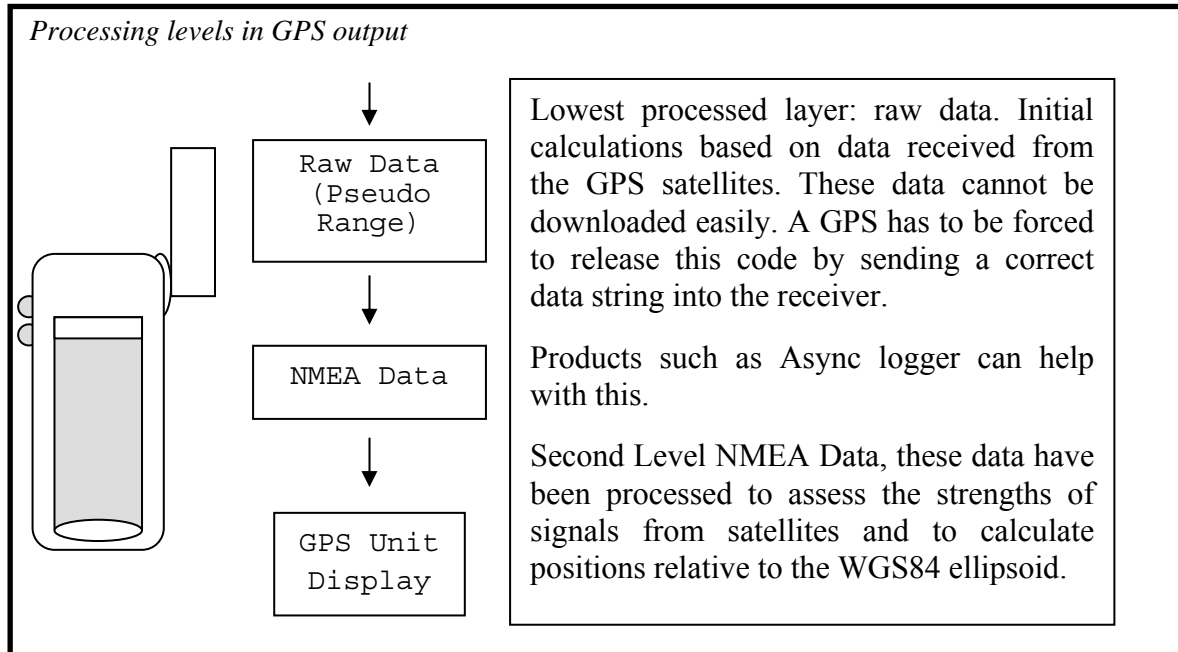 Processing levels in GPS output
Raw Data
(Pseudo
Range)
NMEA Data
GPS Unit
Display
Lowest processed layer: raw data. Initial
calculations based on data received from
the GPS satellites. These data cannot be
downloaded easily. A GPS has to be forced
to release this code by sending a correct
data string into the receiver.
Products such as Async logger can help
with this.
Second Level NMEA Data, these data have
been processed to assess the strengths of
signals from satellites and to calculate
positions relative to the WGS84 ellipsoid.